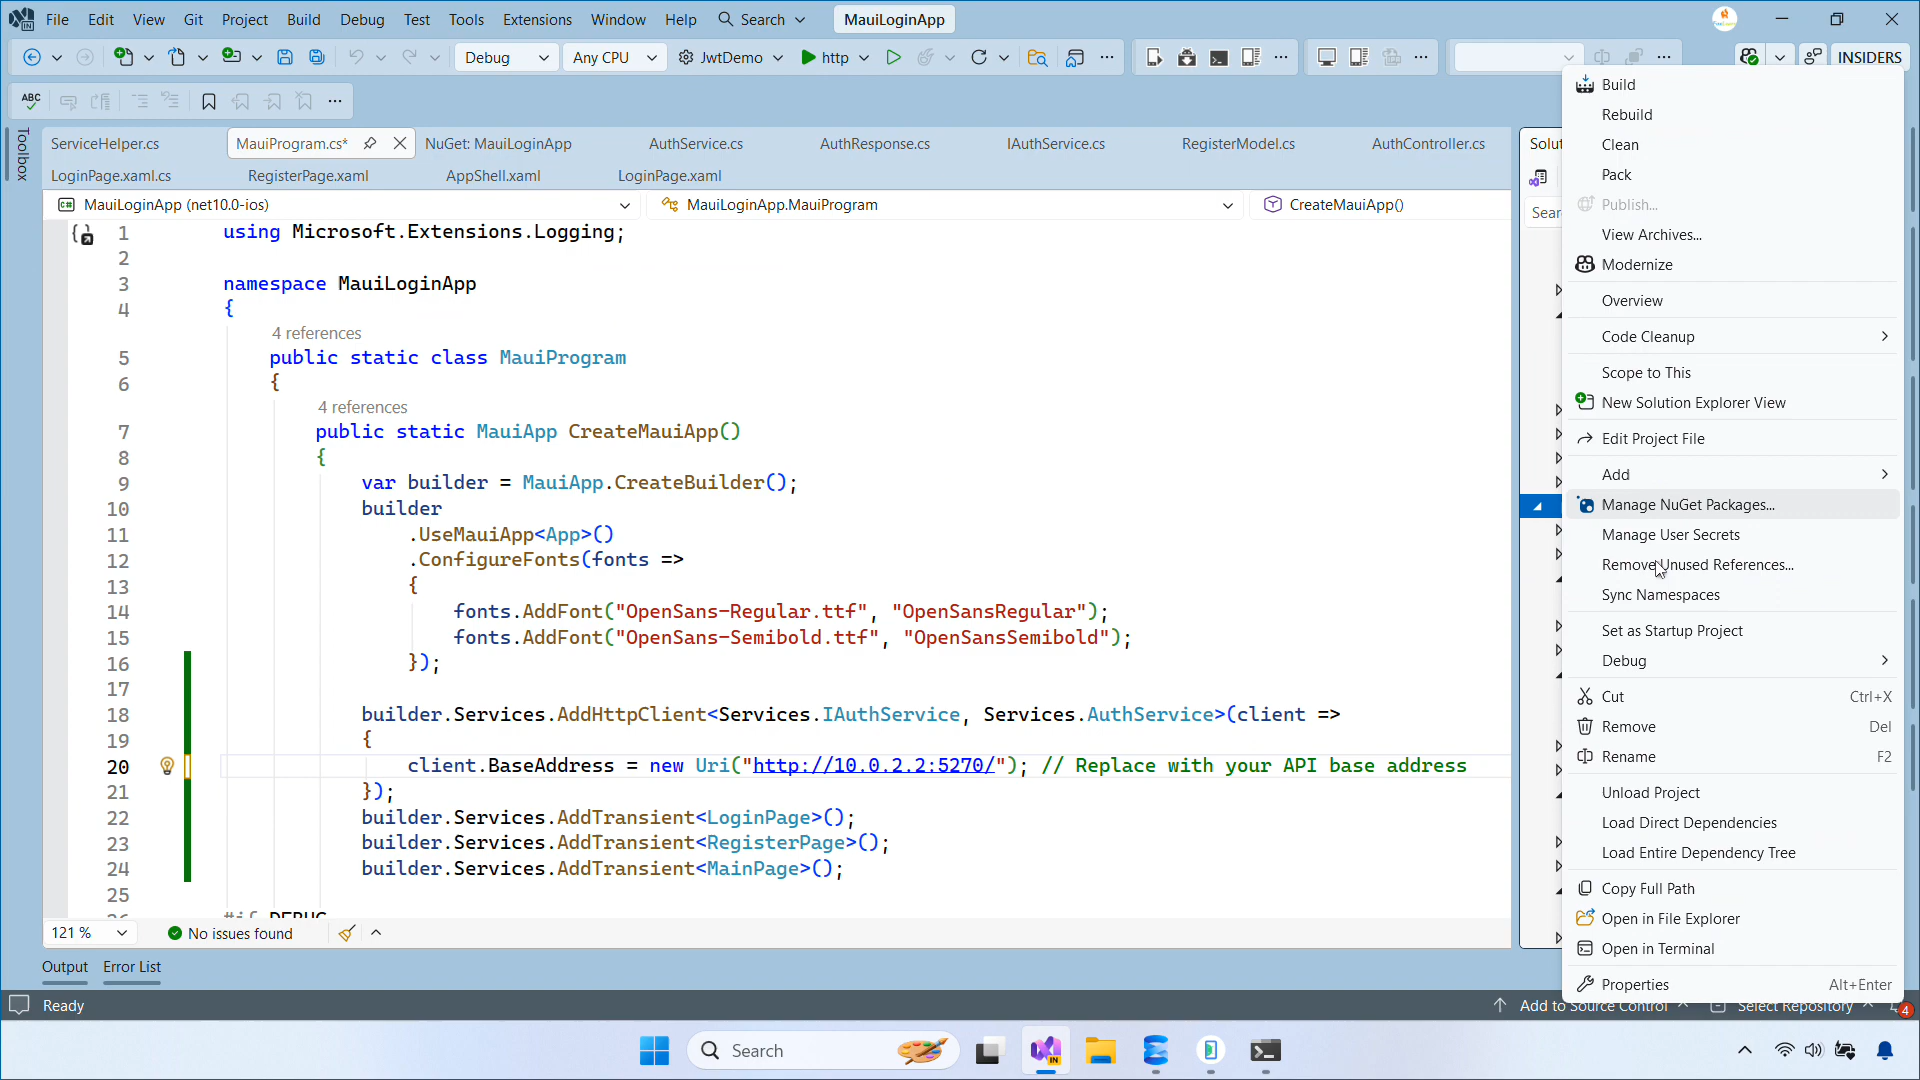 File Edit View Git Project Build Debug Test Tools Extensions Window Help Search MauiLoginApp
Debug Any CPU JwtDemo http INSIDERS
ABC
Toolbox
ServiceHelper.cs MauiProgram.cs* NuGet: MauiLoginApp AuthService.cs AuthResponse.cs IAuthService.cs RegisterModel.cs AuthController.cs
LoginPage.xaml.cs RegisterPage.xaml AppShell.xaml LoginPage.xaml
MauiLoginApp (net10.0-ios) MauiLoginApp.MauiProgram CreateMauiApp()
1 using Microsoft.Extensions.Logging;
2
3 namespace MauiLoginApp
4 {
4 references
5 public static class MauiProgram
6 {
4 references
7 public static MauiApp CreateMauiApp()
8 {
9 var builder = MauiApp.CreateBuilder();
10 builder
11 .UseMauiApp<App>()
12 .ConfigureFonts(fonts =>
13 {
14 fonts.AddFont("OpenSans-Regular.ttf", "OpenSansRegular");
15 fonts.AddFont("OpenSans-Semibold.ttf", "OpenSansSemibold");
16 });
17
18 builder.Services.AddHttpClient<Services.IAuthService, Services.AuthService>(client =>
19 {
20 client.BaseAddress = new Uri("http://10.0.2.2:5270/"); // Replace with your API base address
21 });
22 builder.Services.AddTransient<LoginPage>();
23 builder.Services.AddTransient<RegisterPage>();
24 builder.Services.AddTransient<MainPage>();
25
#if DEBUG
121 % No issues found
Output Error List
Ready Add to Source Control Select Repository 4
Build
Rebuild
Clean
Pack
Publish...
View Archives...
Modernize
Overview
Code Cleanup
Scope to This
New Solution Explorer View
Edit Project File
Add
Manage NuGet Packages...
Manage User Secrets
Remove Unused References...
Sync Namespaces
Set as Startup Project
Debug
Cut Ctrl+X
Remove Del
Rename F2
Unload Project
Load Direct Dependencies
Load Entire Dependency Tree
Copy Full Path
Open in File Explorer
Open in Terminal
Properties Alt+Enter
Search